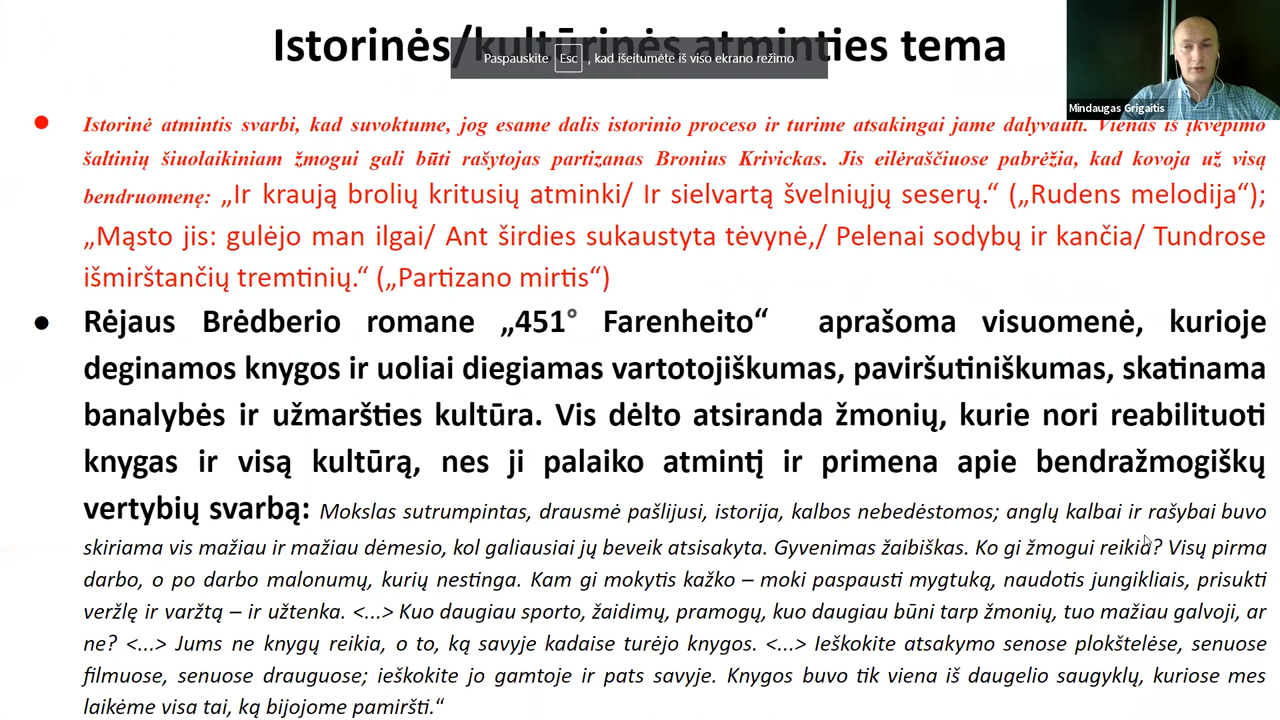 Istorinės/kultūrinės atminties tema
Paspauskite Esc , kad išeitumėte iš viso ekrano režimo
Mindaugas Grigaitis
Istorinė atmintis svarbi, kad suvoktume, jog esame dalis istorinio proceso ir turime atsakingai jame dalyvauti. Vienas iš įkvėpimo
šaltinių šiuolaikiniam žmogui gali būti rašytojas partizanas Bronius Krivickas. Jis eilėraščiuose pabrėžia, kad kovoja už visą
bendruomenę: „Ir kraują brolių kritusių atminki/ Ir sielvartą švelniųjų seserų.“ („Rudens melodija“);
„Mąsto jis: gulėjo man ilgai/ Ant širdies sukaustyta tėvynė,/ Pelenai sodybų ir kančia/ Tundrose
išmirštančių tremtinių.“ („Partizano mirtis“)
Rėjaus Brėdberio romane „451° Farenheito“ aprašoma visuomenė, kurioje
deginamos knygos ir uoliai diegiamas vartotojiškumas, paviršutiniškumas, skatinama
banalybės ir užmaršties kultūra. Vis dėlto atsiranda žmonių, kurie nori reabilituoti
knygas ir visą kultūrą, nes ji palaiko atmintį ir primena apie bendražmogiškų
vertybių svarbą: Mokslas sutrumpintas, drausmė pašlijusi, istorija, kalbos nebedėstomos; anglų kalbai ir rašybai buvo
skiriama vis mažiau ir mažiau dėmesio, kol galiausiai jų beveik atsisakyta. Gyvenimas žaibiškas. Ko gi žmogui reikia? Visų pirma
darbo, o po darbo malonumų, kurių nestinga. Kam gi mokytis kažko – moki paspausti mygtuką, naudotis jungikliais, prisukti
veržlę ir varžtą – ir užtenka. <...> Kuo daugiau sporto, žaidimų, pramogų, kuo daugiau būni tarp žmonių, tuo mažiau galvoji, ar
ne? <...> Jums ne knygų reikia, o to, ką savyje kadaise turėjo knygos. <...> Ieškokite atsakymo senose plokštelėse, senuose
filmuose, senuose drauguose; ieškokite jo gamtoje ir pats savyje. Knygos buvo tik viena iš daugelio saugyklų, kuriose mes
laikėme visa tai, ką bijojome pamiršti.“